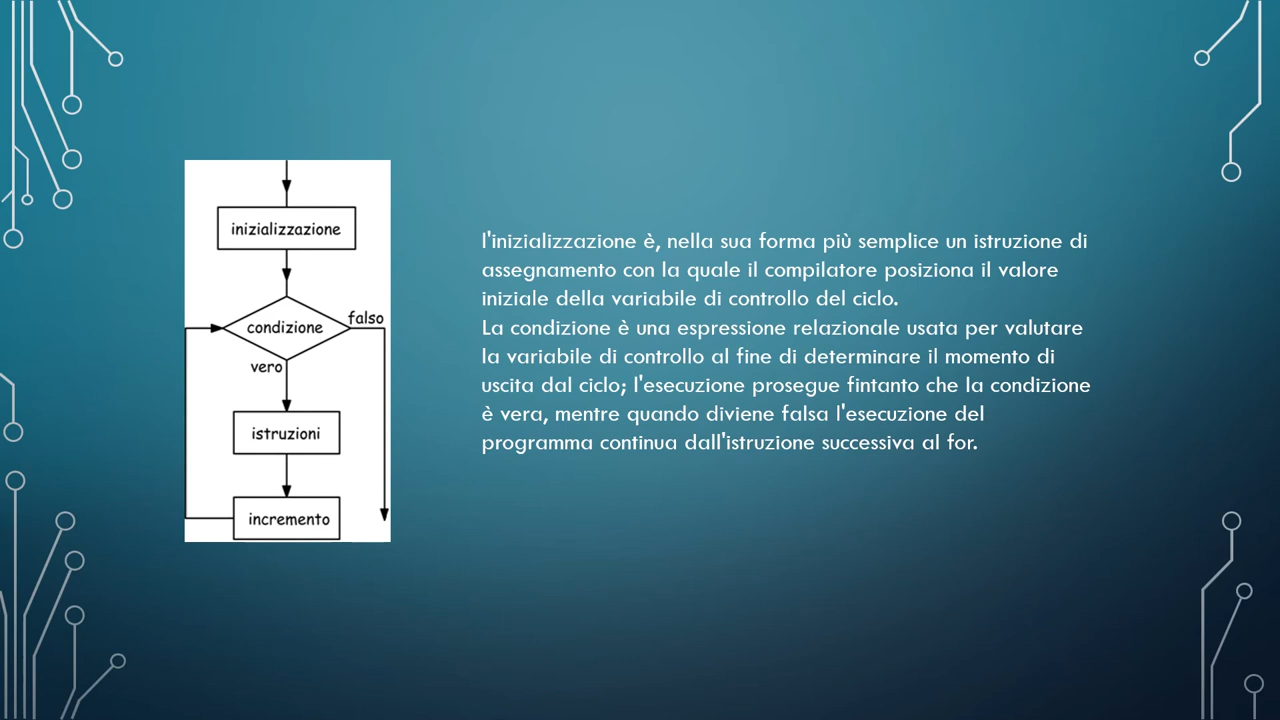 inizializzazione
condizione
falso
vero
istruzioni
incremento
l'inizializzazione è, nella sua forma più semplice un istruzione di
assegnamento con la quale il compilatore posiziona il valore
iniziale della variabile di controllo del ciclo.
La condizione è una espressione relazionale usata per valutare
la variabile di controllo al fine di determinare il momento di
uscita dal ciclo; l'esecuzione prosegue fintanto che la condizione
è vera, mentre quando diviene falsa l'esecuzione del
programma continua dall'istruzione successiva al for.